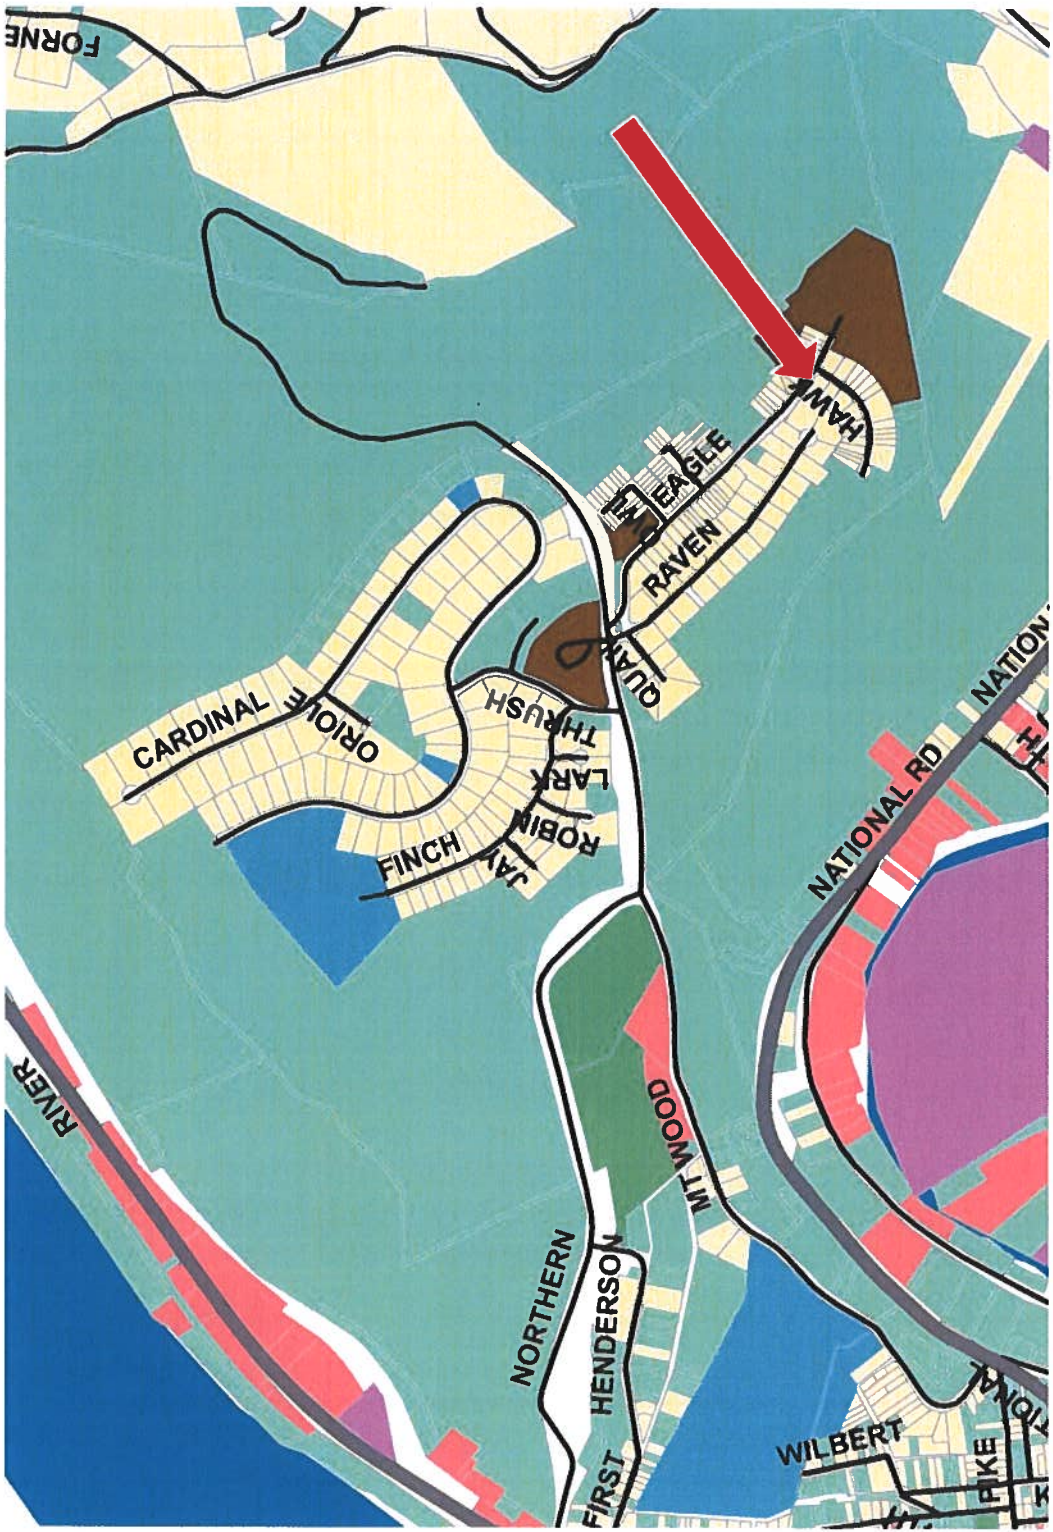 FORNE
HAWK
EAGLE
RAVEN
QUAIL
NATIONAL
CARDINAL
ORIOLE
THRUSH
LARK
ROBIN
JAY
FINCH
NATIONAL RD
RIVER
MT WOOD
NORTHERN
HENDERSON
FIRST
WILBERT
PIKE